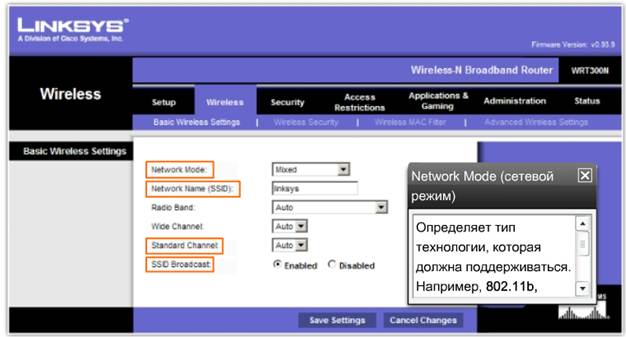 LINKSYS®
A Division of Cisco Systems, Inc.
Firmware Version: v0.93.9
Wireless-N Broadband Router WRT300N
Wireless
Setup Wireless Security Access Restrictions Applications & Gaming Administration Status
Basic Wireless Settings | Wireless Security | Wireless MAC Filter | Advanced Wireless Settings
Basic Wireless Settings
Network Mode: Mixed
Network Name (SSID): linksys
Radio Band: Auto
Wide Channel: Auto
Standard Channel: Auto
SSID Broadcast: Enabled Disabled
Network Mode (сетевой
режим)
Определяет тип
технологии, которая
должна поддерживаться.
Например, 802.11b,
Save Settings Cancel Changes